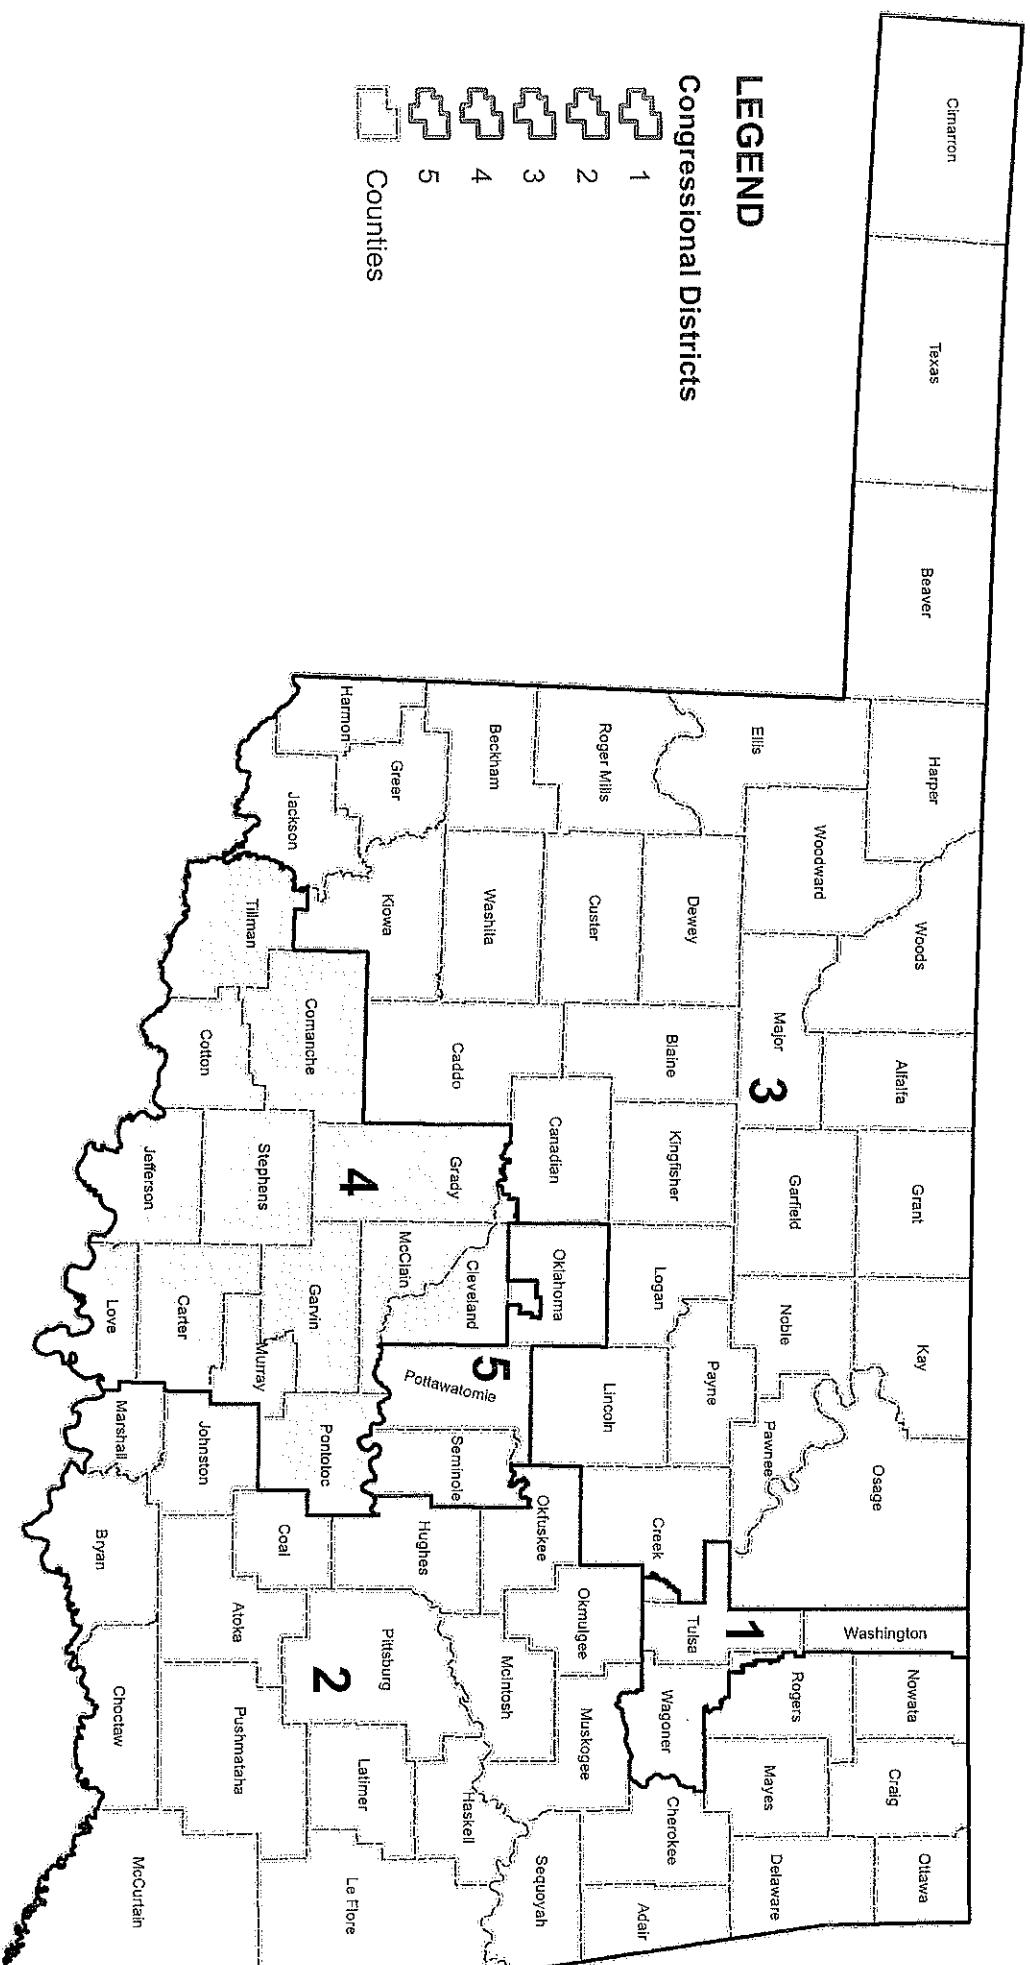 LEGEND
Congressional Districts
1
2
3
4
5
Counties
Cimarron
Texas
Beaver
Harper
Woods
Alfalfa
Grant
Kay
Osage
Washington
Nowata
Craig
Ottawa
Ellis
Woodward
Major
3
Garfield
Noble
Pawnee
1
Rogers
Mayes
Delaware
Roger Mills
Dewey
Blaine
Kingfisher
Logan
Payne
Creek
Tulsa
Wagoner
Cherokee
Adair
Beckham
Custer
Washita
Caddo
Canadian
Oklahoma
Lincoln
Okfuskee
Okmulgee
Muskogee
McIntosh
Sequoyah
Harmon
Greer
Kiowa
Grady
McClain
Cleveland
5
Pottawatomie
Seminole
Hughes
Pittsburg
Haskell
Jackson
Tillman
Comanche
4
Stephens
Garvin
Murray
Pontotoc
Coal
2
Latimer
Le Flore
Cotton
Jefferson
Carter
Love
Johnston
Marshall
Atoka
Bryan
Pushmataha
Choctaw
McCurtain